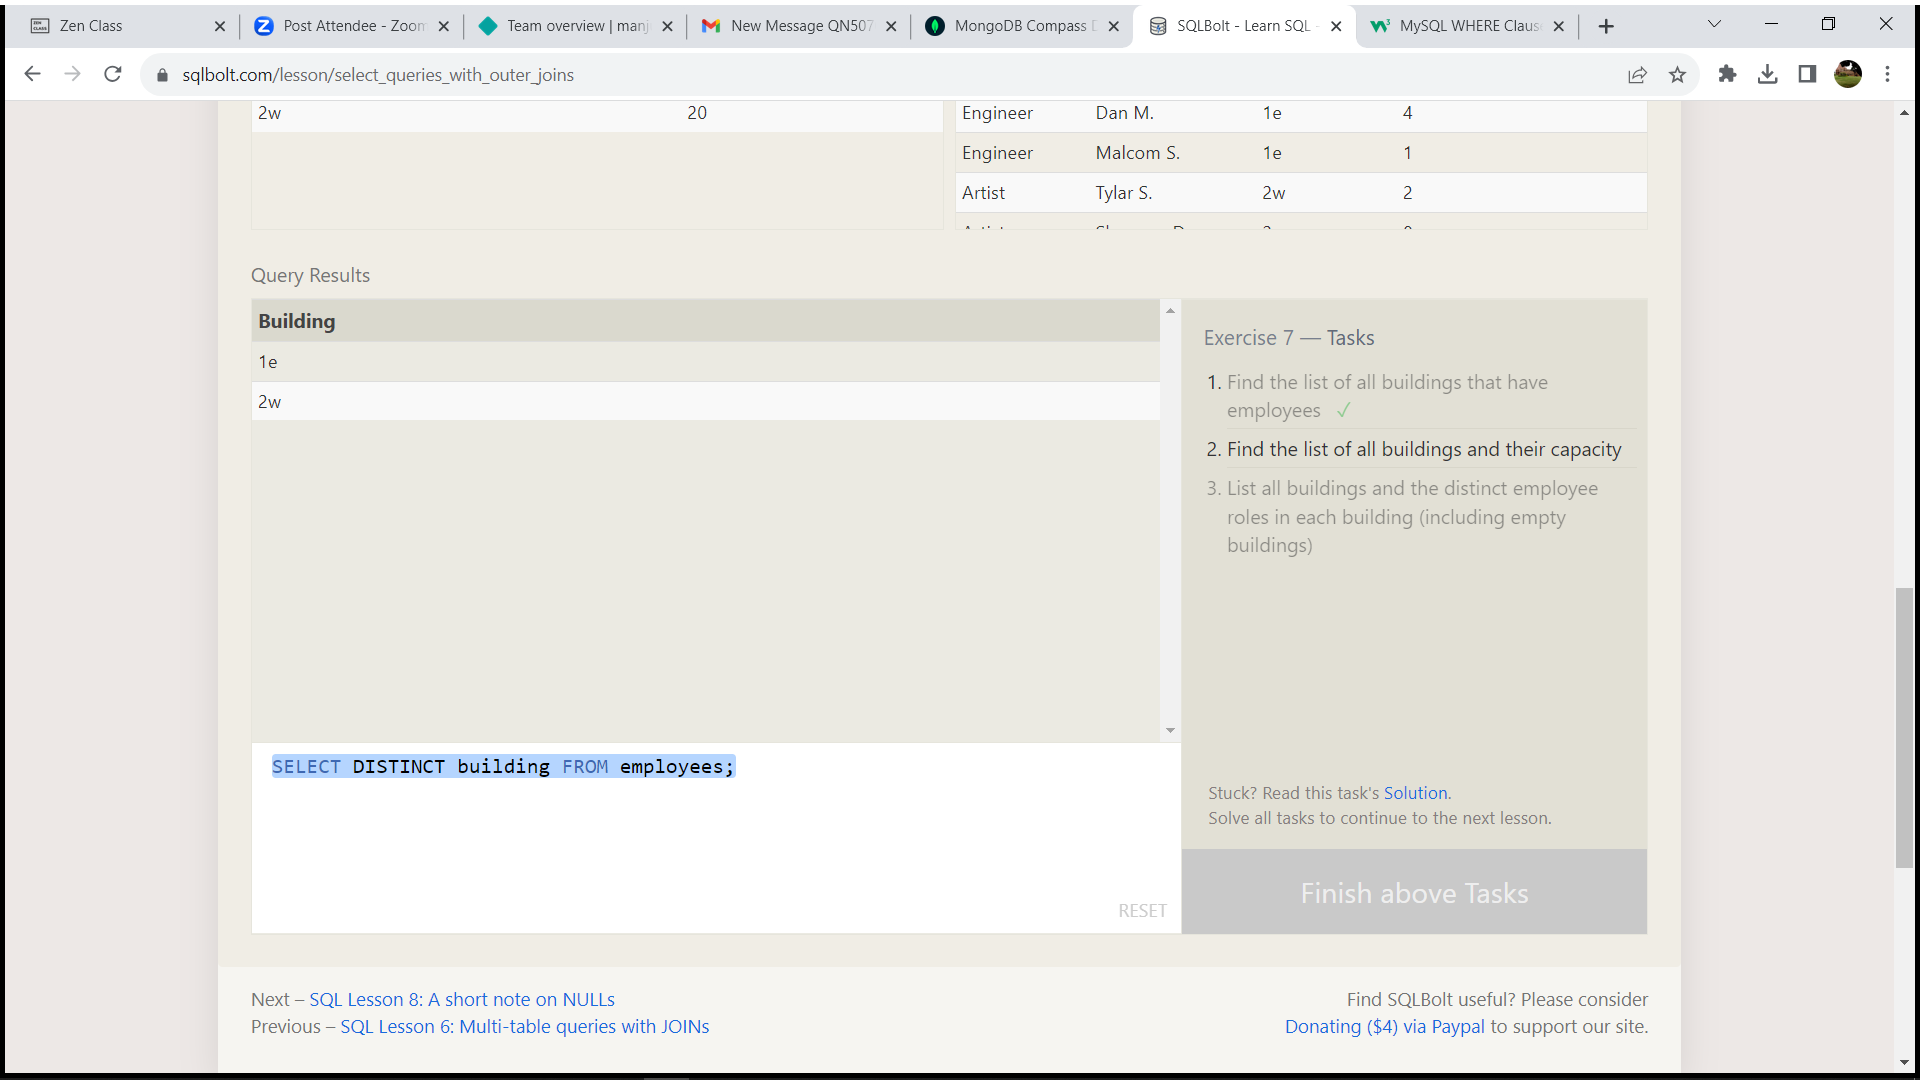 Zen Class
Post Attendee - Zoom
Team overview | manj
New Message QN507
MongoDB Compass D
SQLBolt - Learn SQL -
MySQL WHERE Claus
sqlbolt.com/lesson/select_queries_with_outer_joins
2w 20
Engineer Dan M. 1e 4
Engineer Malcom S. 1e 1
Artist Tylar S. 2w 2
Query Results
Building
1e
2w
Exercise 7 — Tasks
1. Find the list of all buildings that have
employees ✓
2. Find the list of all buildings and their capacity
3. List all buildings and the distinct employee
roles in each building (including empty
buildings)
SELECT DISTINCT building FROM employees;
RESET
Stuck? Read this task's Solution.
Solve all tasks to continue to the next lesson.
Finish above Tasks
Next – SQL Lesson 8: A short note on NULLs
Previous – SQL Lesson 6: Multi-table queries with JOINs
Find SQLBolt useful? Please consider
Donating ($4) via Paypal to support our site.